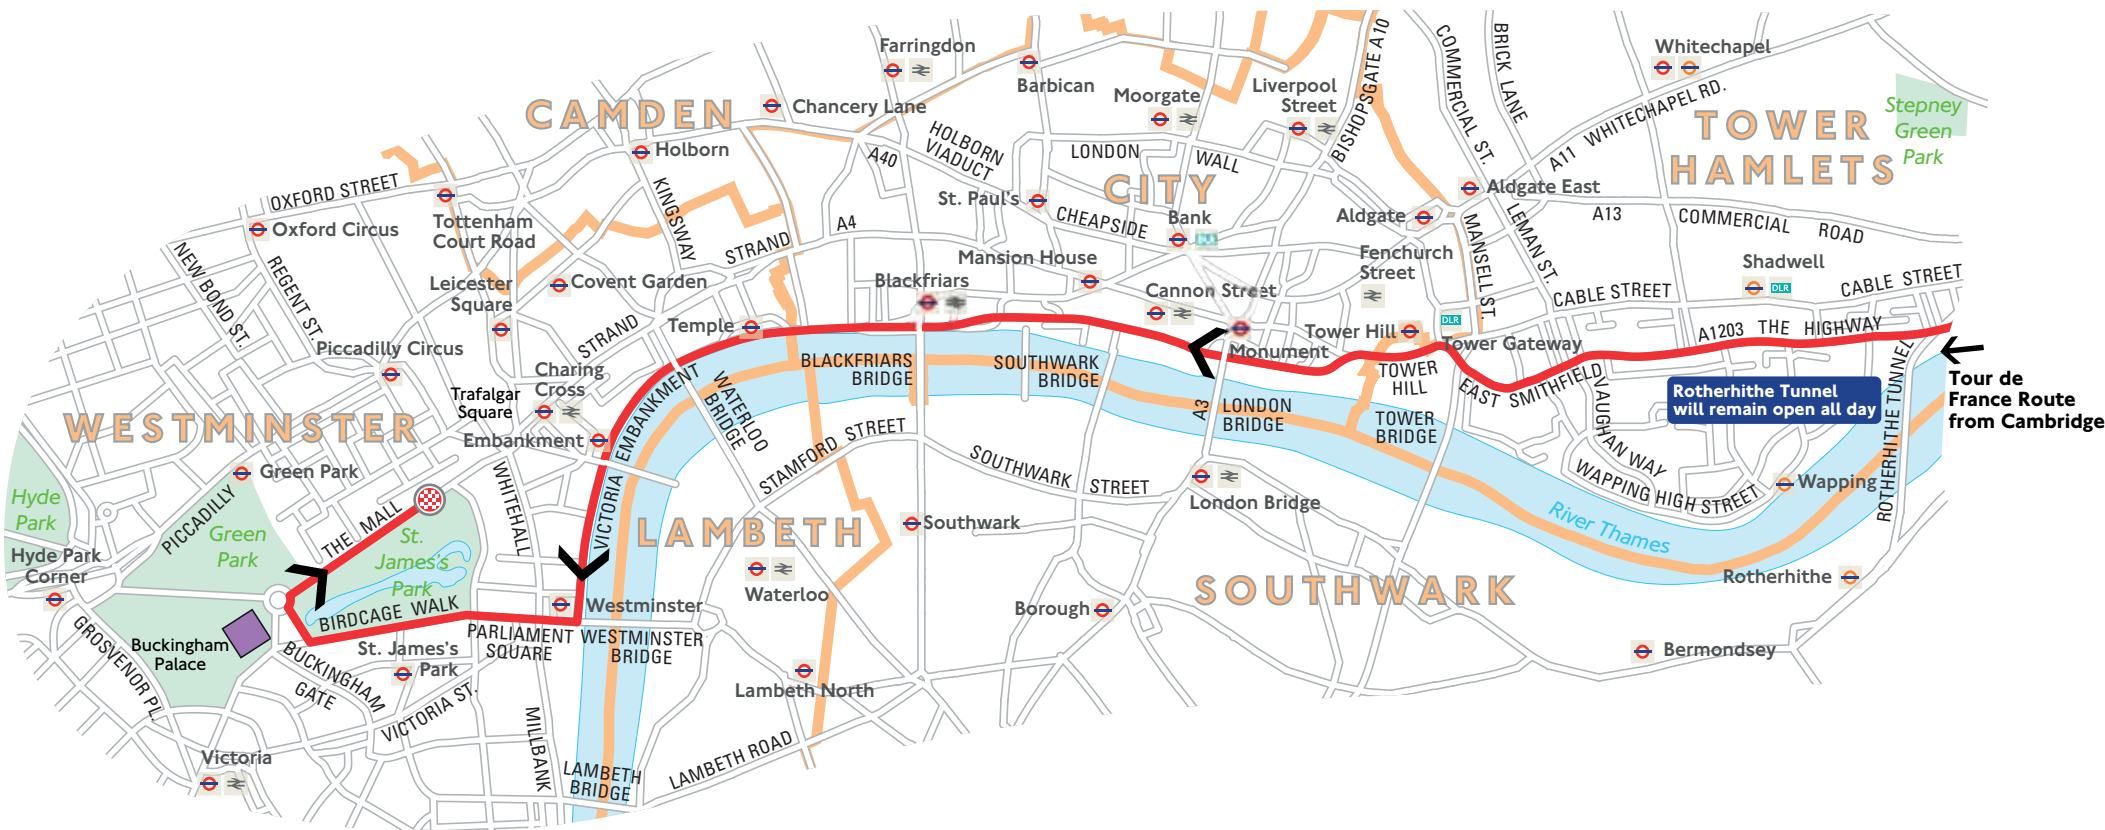 Farringdon
Barbican
Whitechapel
CAMDEN
Chancery Lane
Moorgate
Liverpool
Street
BISHOPSGATE A10
COMMERCIAL ST.
BRICK LANE
A11 WHITECHAPEL RD.
TOWER
HAMLETS
Stepney
Green
Park
Holborn
A40
HOLBORN
VIADUCT
LONDON WALL
CITY
OXFORD STREET
Tottenham
Court Road
KINGSWAY
St. Paul's
CHEAPSIDE
Bank
Aldgate East
Aldgate
A13 COMMERCIAL ROAD
Oxford Circus
NEW BOND ST.
REGENT ST.
STRAND
A4
Mansion House
Fenchurch
Street
MANSELL ST.
LEMAN ST.
Shadwell
DLR
Leicester
Square
Covent Garden
Blackfriars
Cannon Street
CABLE STREET
CABLE STREET
Piccadilly Circus
STRAND
Temple
Monument
Tower Hill
DLR
Tower Gateway
A1203 THE HIGHWAY
Charing
Cross
Trafalgar
Square
Embankment
VICTORIA EMBANKMENT
WATERLOO
BRIDGE
BLACKFRIARS
BRIDGE
SOUTHWARK
BRIDGE
A3
LONDON
BRIDGE
TOWER
HILL
TOWER
BRIDGE
EAST SMITHFIELD
VAUGHAN WAY
Rotherhithe Tunnel
will remain open all day
ROTHERHITHE TUNNEL
Tour de
France Route
from Cambridge
WESTMINSTER
Green Park
Hyde
Park
PICCADILLY
Green
Park
THE MALL
St.
James's
Park
WHITEHALL
STAMFORD STREET
SOUTHWARK STREET
London Bridge
WAPPING HIGH STREET
Wapping
River Thames
LAMBETH
Southwark
Hyde Park
Corner
BIRDCAGE WALK
Westminster
Waterloo
Borough
SOUTHWARK
Rotherhithe
GROSVENOR PL.
Buckingham
Palace
BUCKINGHAM
GATE
St. James's
Park
PARLIAMENT
SQUARE
WESTMINSTER
BRIDGE
Lambeth North
Bermondsey
VICTORIA ST.
MILLBANK
Victoria
LAMBETH
BRIDGE
LAMBETH ROAD